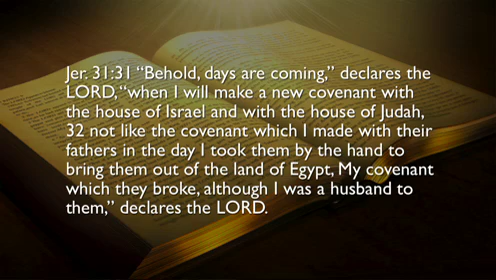 Jer. 31:31 “Behold, days are coming,” declares the
LORD, “when I will make a new covenant with
the house of Israel and with the house of Judah,
32 not like the covenant which I made with their
fathers in the day I took them by the hand to
bring them out of the land of Egypt, My covenant
which they broke, although I was a husband to
them,” declares the LORD.